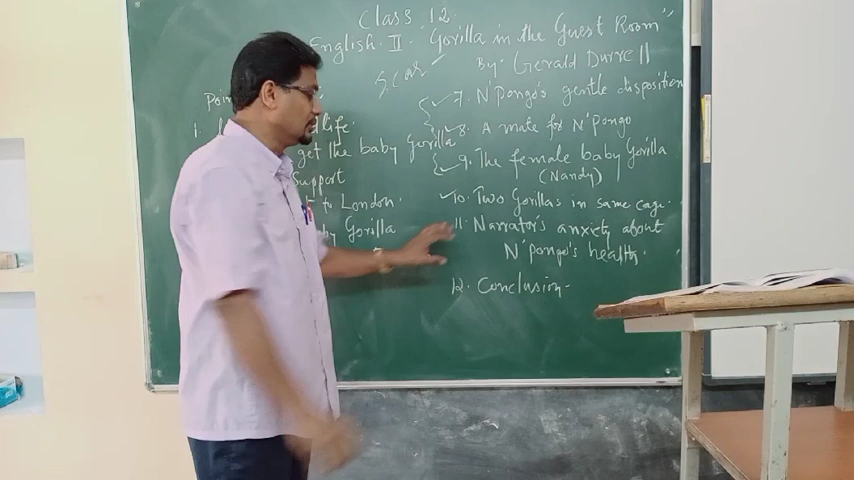 Class 12.
English. II "Gorilla in the Guest Room"
By: Gerald Durrell
Scar
life.
get the baby Gorilla
Support
to London.
by Gorilla
7. N'Pongo's gentle disposition
8. A mate for N'Pongo
9. The female baby Gorilla
(Nandy)
10. Two Gorillas in same cage.
11. Narrator's anxiety about
N'pongo's health.
12. Conclusion.